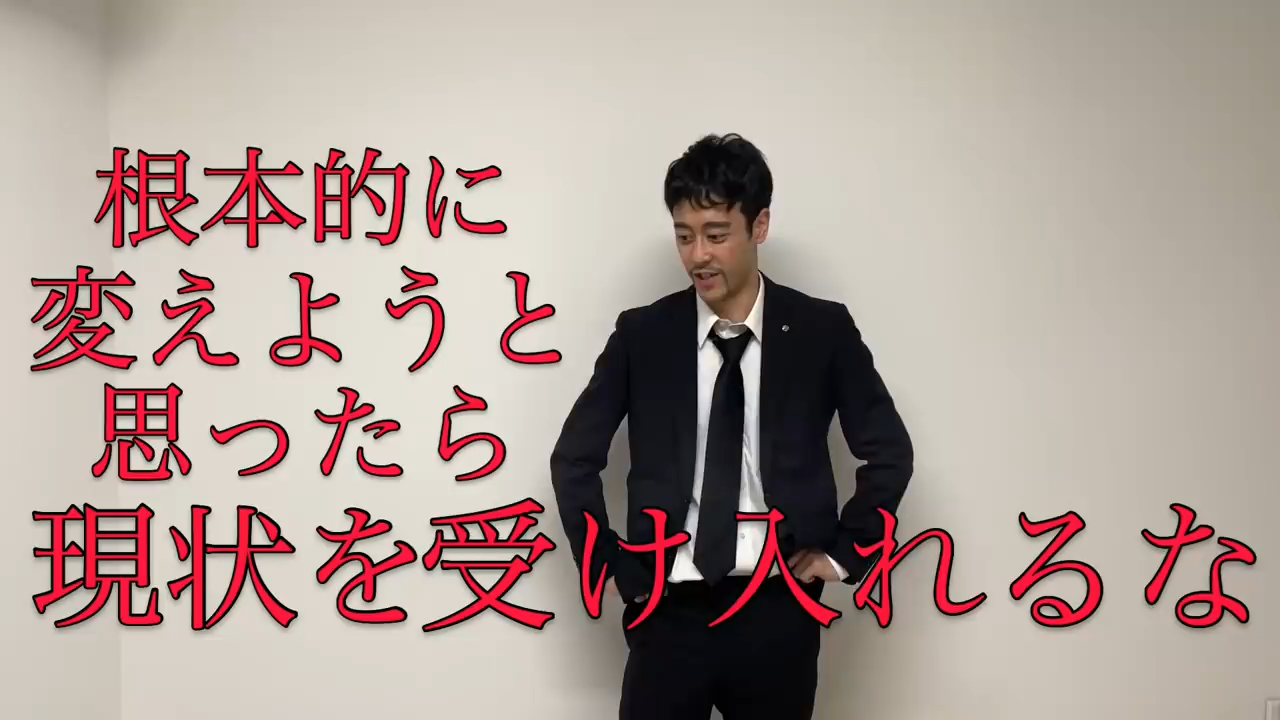 根本的に
変えようと
思ったら
現状を受け入れるな